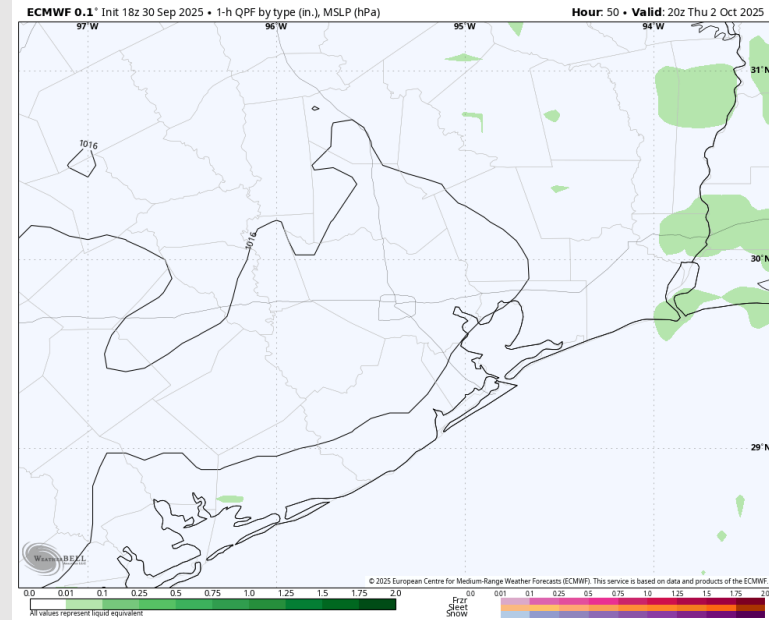 ECMWF 0.1° Init 18z 30 Sep 2025 • 1-h QPF by type (in.), MSLP (hPa) Hour: 50 • Valid: 20z Thu 2 Oct 2025
97°W 96°W 95°W 94°W
31°N
1016
1016
30°N
29°N
WEATHERBELL
© 2025 European Centre for Medium-Range Weather Forecasts (ECMWF). This service is based on data and products of the ECMWF.
0.0 0.01 0.1 0.25 0.5 0.75 1.0 1.25 1.5 1.75 2.0 0.0 0.01 0.1 0.25 0.5 0.75 1.0 1.25 1.5 1.75 2.0
All values represent liquid equivalent
Frzr
Sleet
Snow